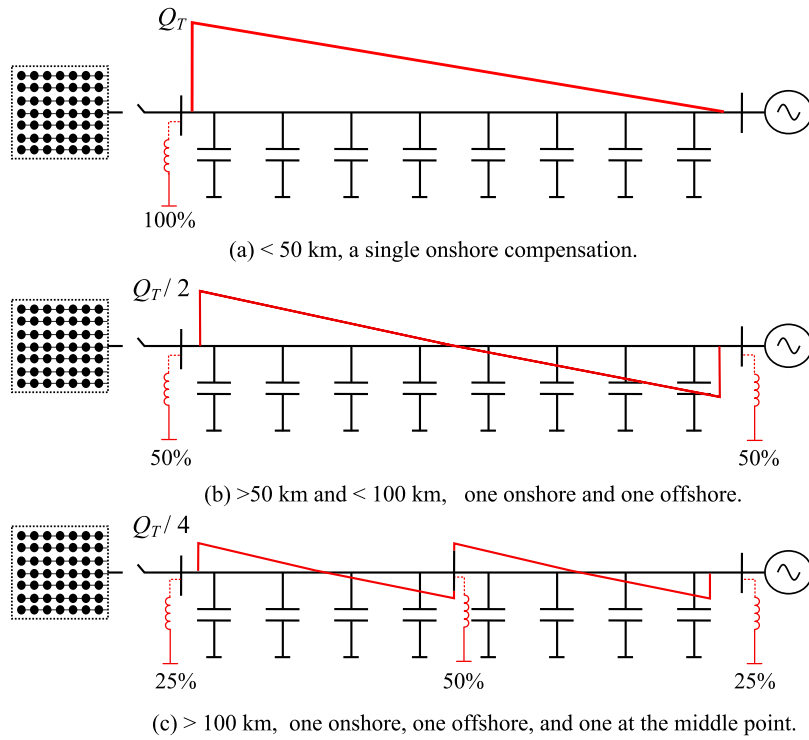 Q_T
100%
(a) < 50 km, a single onshore compensation.
Q_T / 2
50%
50%
(b) >50 km and < 100 km, one onshore and one offshore.
Q_T / 4
25%
50%
25%
(c) > 100 km, one onshore, one offshore, and one at the middle point.